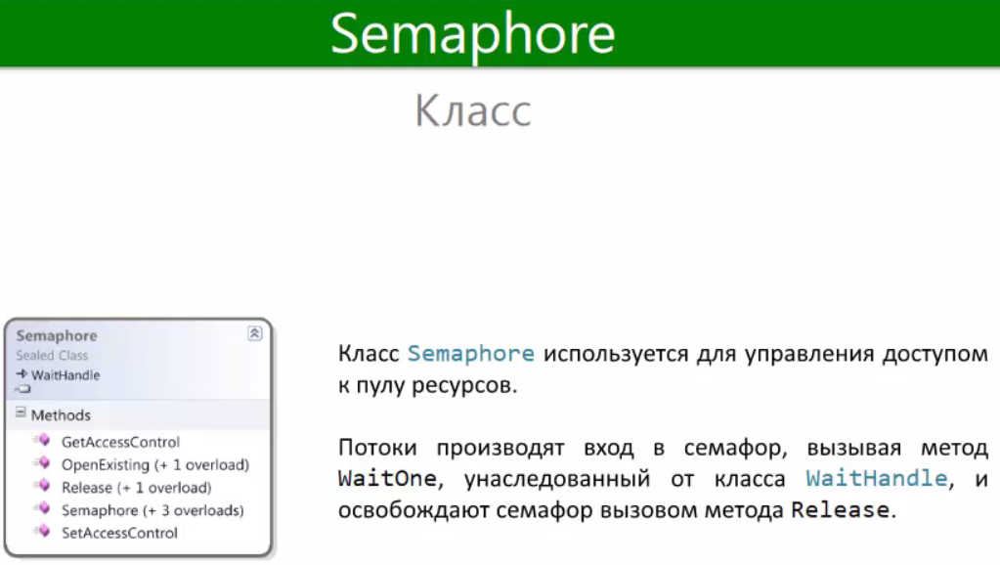 Semaphore
Класс
Semaphore
Sealed Class
WaitHandle
Methods
GetAccessControl
OpenExisting (+ 1 overload)
Release (+ 1 overload)
Semaphore (+ 3 overloads)
SetAccessControl
Класс Semaphore используется для управления доступом
к пулу ресурсов.
Потоки производят вход в семафор, вызывая метод
WaitOne, унаследованный от класса WaitHandle, и
освобождают семафор вызовом метода Release.